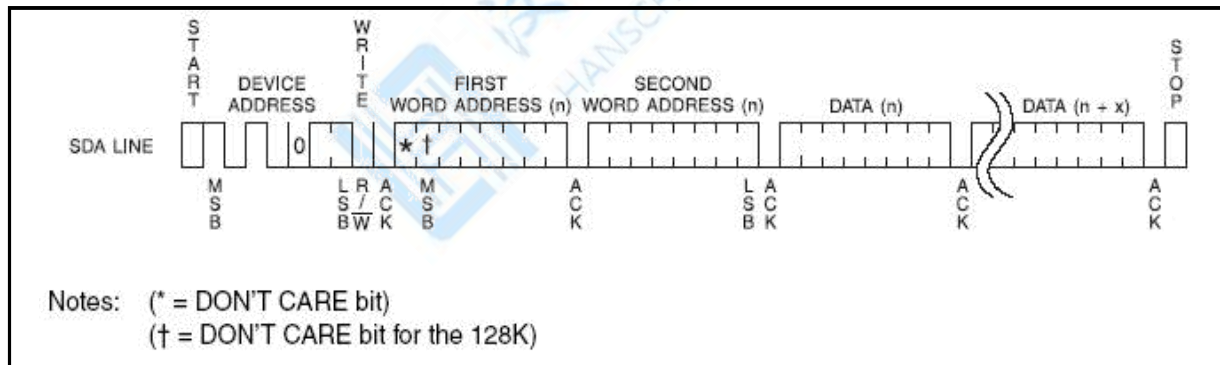 START
WRITE
STOP
DEVICE
ADDRESS
FIRST
WORD ADDRESS (n)
SECOND
WORD ADDRESS (n)
DATA (n)
DATA (n + x)
SDA LINE
0
* †
MSB
LSB
R/W
ACK
MSB
ACK
LSB
ACK
ACK
ACK
Notes: (* = DON'T CARE bit)
(† = DON'T CARE bit for the 128K)
HANSCH